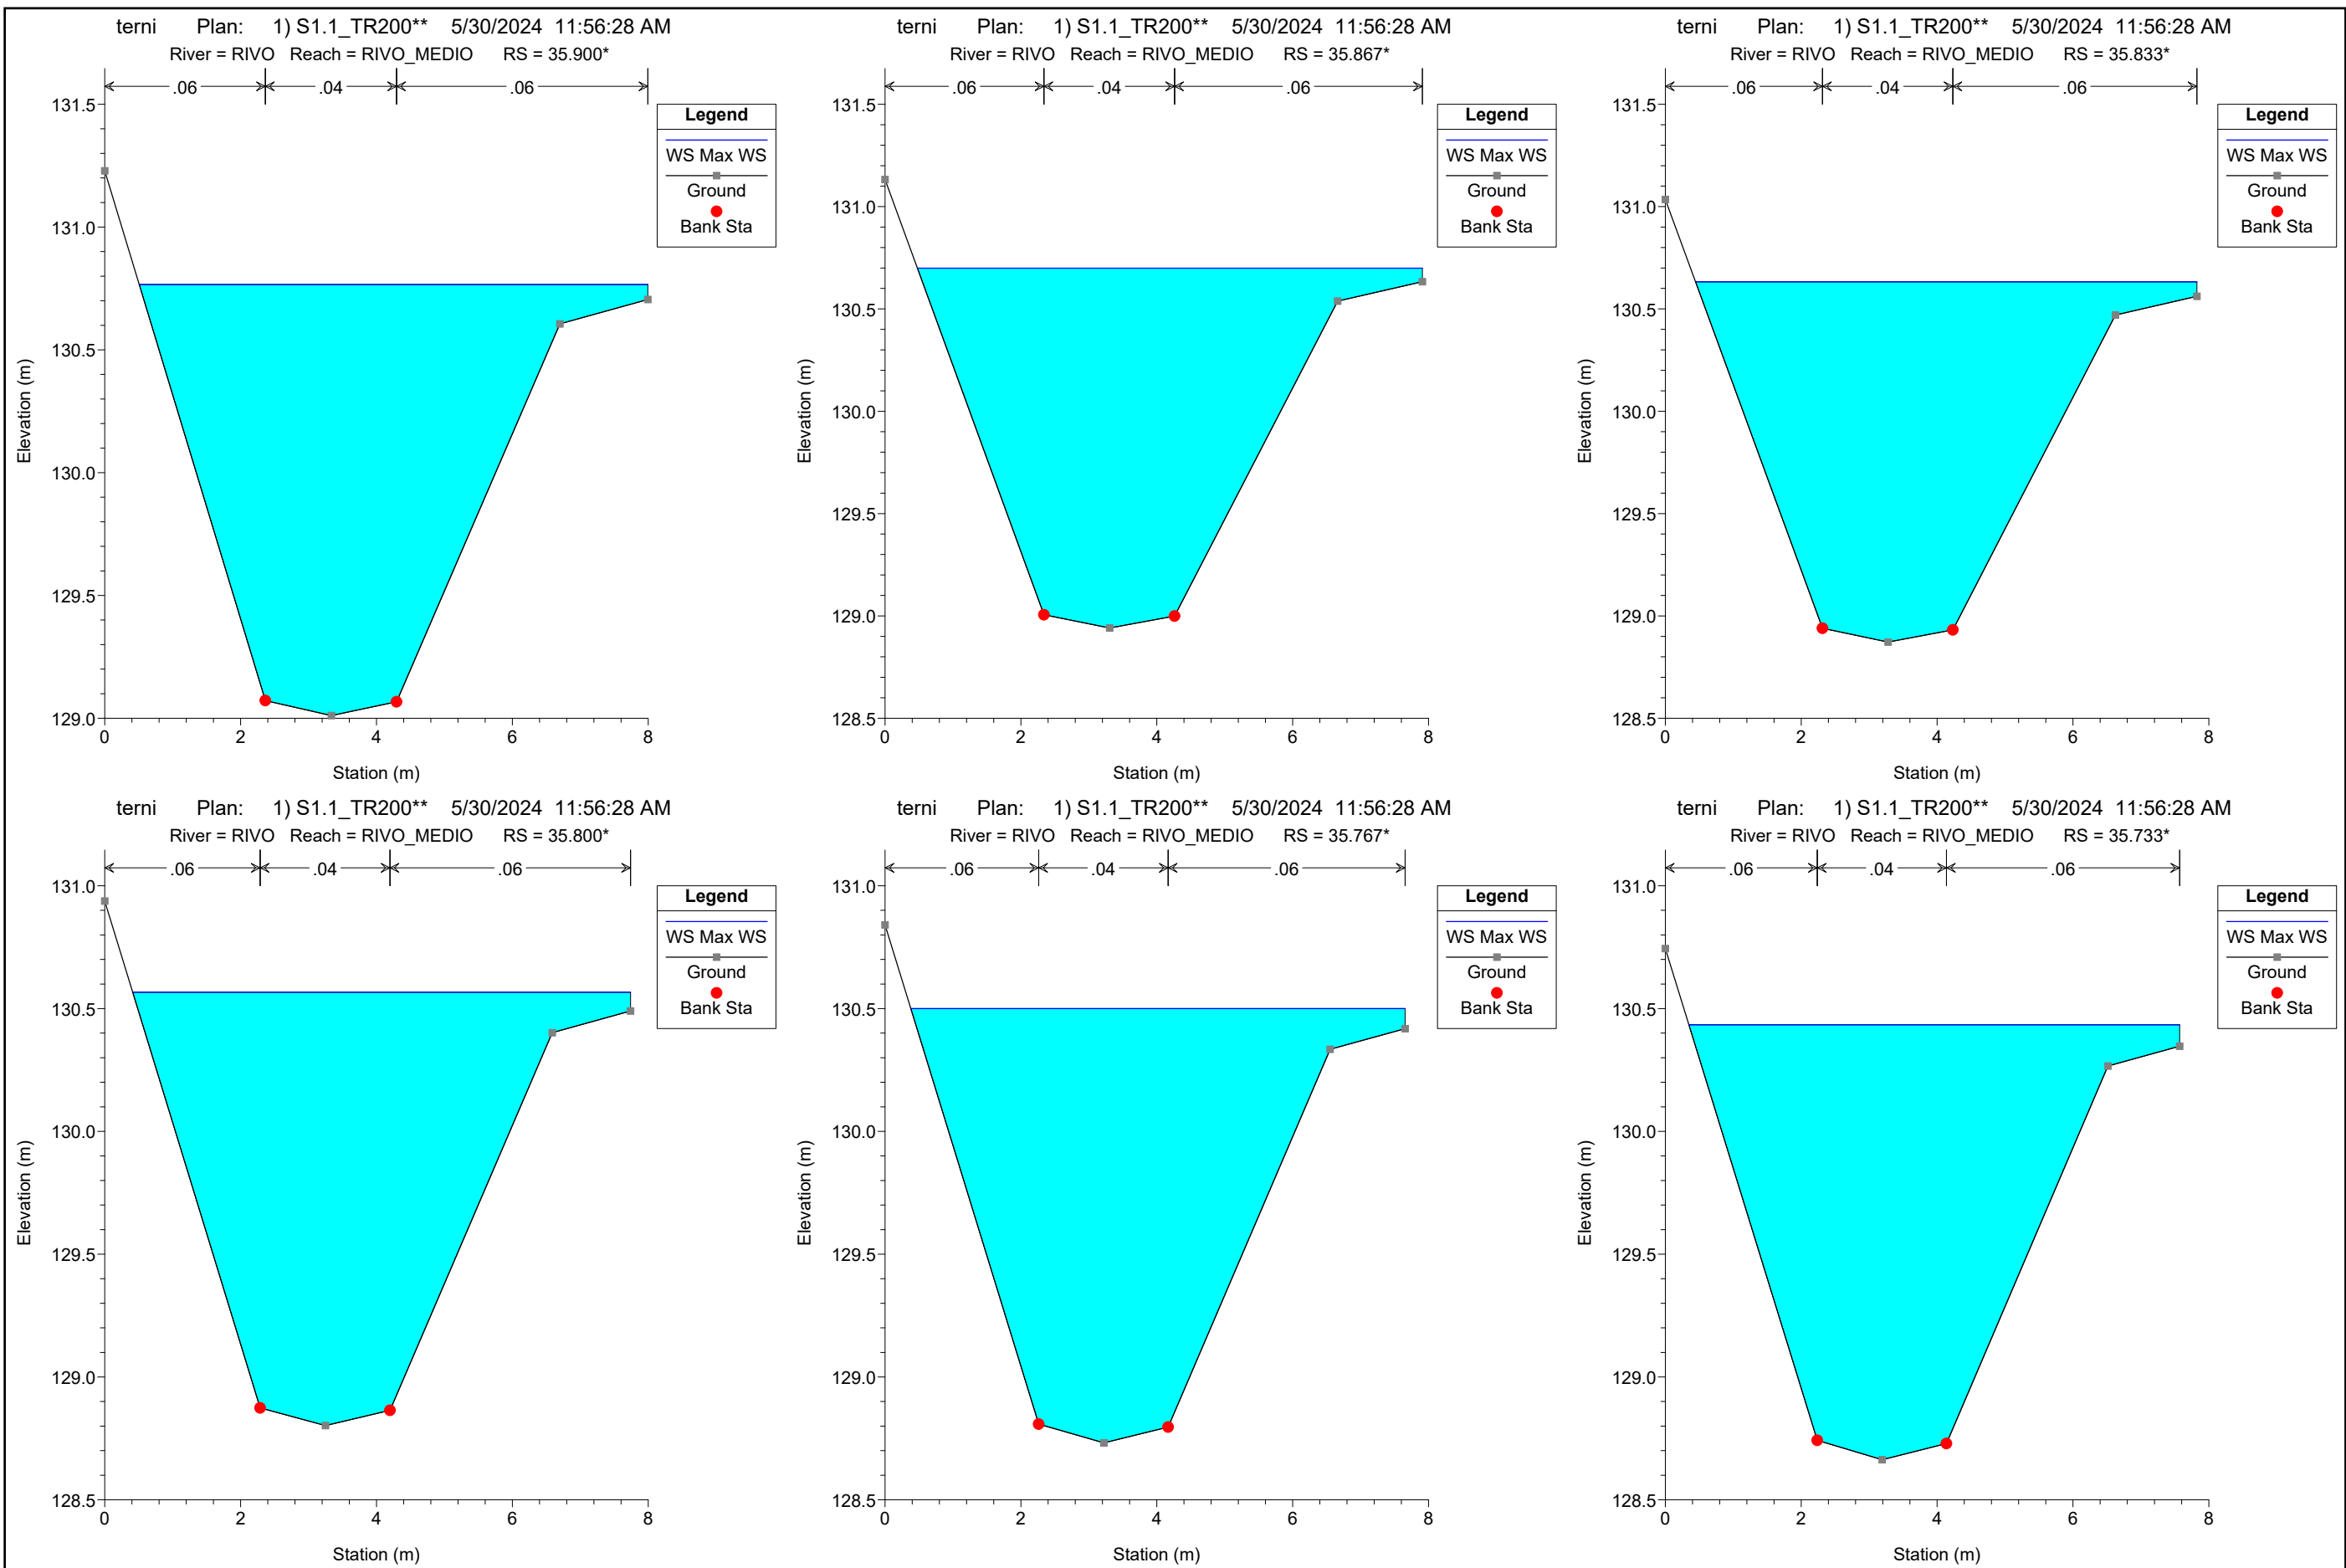 terni Plan: 1) S1.1_TR200** 5/30/2024 11:56:28 AM
River = RIVO Reach = RIVO_MEDIO RS = 35.900*
.06 .04 .06
131.5
131.0
130.5
130.0
129.5
129.0
Elevation (m)
0 2 4 6 8
Station (m)
Legend
WS Max WS
Ground
Bank Sta
terni Plan: 1) S1.1_TR200** 5/30/2024 11:56:28 AM
River = RIVO Reach = RIVO_MEDIO RS = 35.867*
.06 .04 .06
131.5
131.0
130.5
130.0
129.5
129.0
128.5
Elevation (m)
0 2 4 6 8
Station (m)
Legend
WS Max WS
Ground
Bank Sta
terni Plan: 1) S1.1_TR200** 5/30/2024 11:56:28 AM
River = RIVO Reach = RIVO_MEDIO RS = 35.833*
.06 .04 .06
131.5
131.0
130.5
130.0
129.5
129.0
128.5
Elevation (m)
0 2 4 6 8
Station (m)
Legend
WS Max WS
Ground
Bank Sta
terni Plan: 1) S1.1_TR200** 5/30/2024 11:56:28 AM
River = RIVO Reach = RIVO_MEDIO RS = 35.800*
.06 .04 .06
131.0
130.5
130.0
129.5
129.0
128.5
Elevation (m)
0 2 4 6 8
Station (m)
Legend
WS Max WS
Ground
Bank Sta
terni Plan: 1) S1.1_TR200** 5/30/2024 11:56:28 AM
River = RIVO Reach = RIVO_MEDIO RS = 35.767*
.06 .04 .06
131.0
130.5
130.0
129.5
129.0
128.5
Elevation (m)
0 2 4 6 8
Station (m)
Legend
WS Max WS
Ground
Bank Sta
terni Plan: 1) S1.1_TR200** 5/30/2024 11:56:28 AM
River = RIVO Reach = RIVO_MEDIO RS = 35.733*
.06 .04 .06
131.0
130.5
130.0
129.5
129.0
128.5
Elevation (m)
0 2 4 6 8
Station (m)
Legend
WS Max WS
Ground
Bank Sta